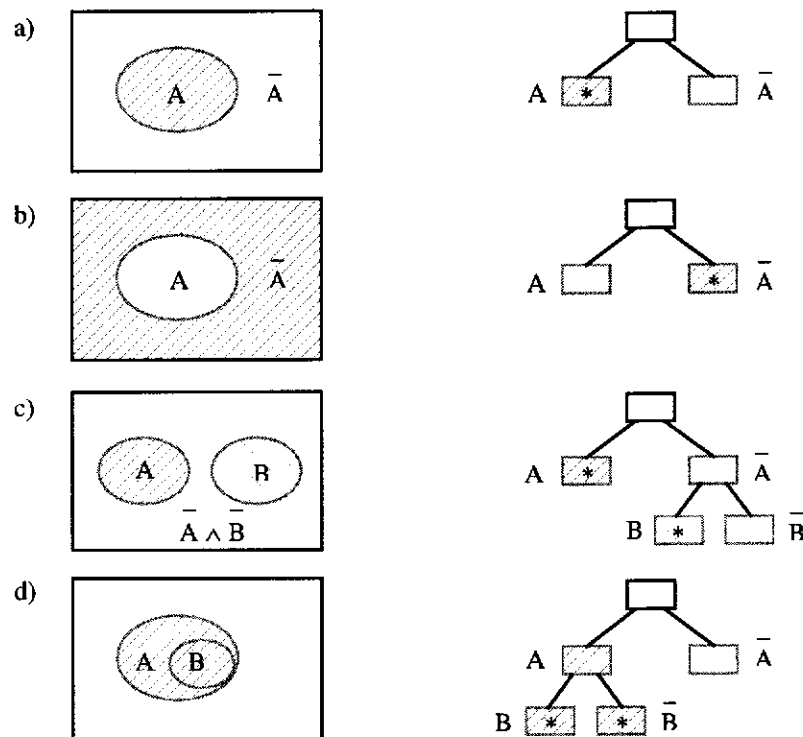 a)
A Ā
A * Ā
b)
A Ā
A * Ā
c)
A B
Ā ∧ B̄
A * Ā
B * B̄
d)
A B
A Ā
B * * B̄